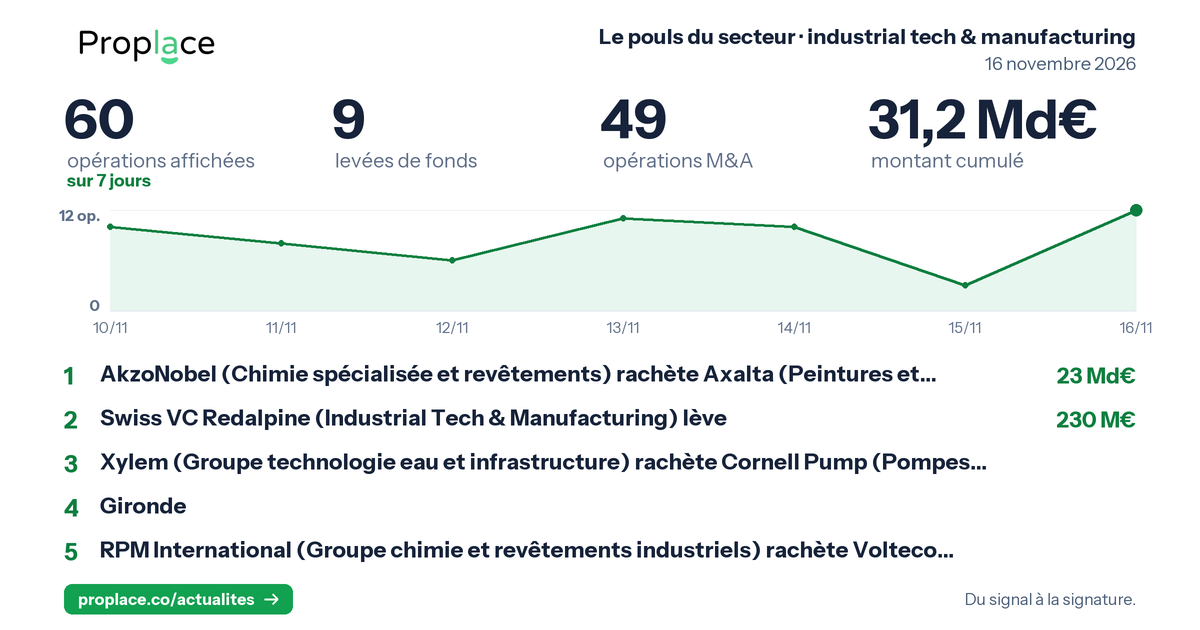 Proplace
Le pouls du secteur · industrial tech & manufacturing
16 novembre 2026
60
opérations affichées
sur 7 jours
9
levées de fonds
49
opérations M&A
31,2 Md€
montant cumulé
12 op.
0
10/11 11/11 12/11 13/11 14/11 15/11 16/11
1 AkzoNobel (Chimie spécialisée et revêtements) rachète Axalta (Peintures et... 23 Md€
2 Swiss VC Redalpine (Industrial Tech & Manufacturing) lève 230 M€
3 Xylem (Groupe technologie eau et infrastructure) rachète Cornell Pump (Pompes...
4 Gironde
5 RPM International (Groupe chimie et revêtements industriels) rachète Volteco...
proplace.co/actualites →
Du signal à la signature.